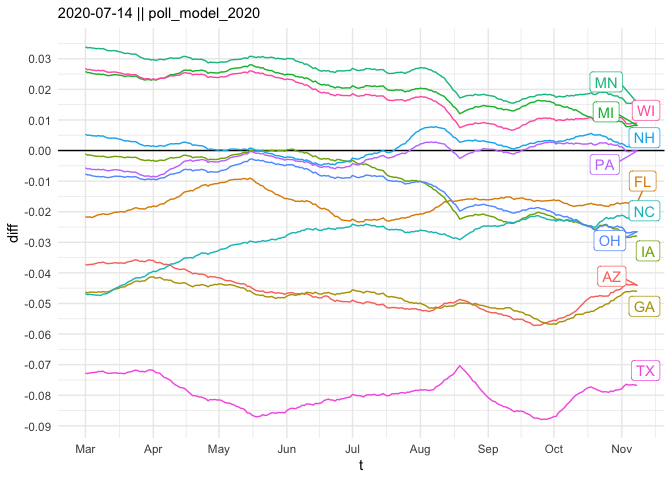 2020-07-14 || poll_model_2020
0.03
0.02
0.01
0.00
-0.01
-0.02
-0.03
-0.04
-0.05
-0.06
-0.07
-0.08
-0.09
diff
MN
WI
MI
NH
PA
FL
NC
OH
IA
AZ
GA
TX
Mar Apr May Jun Jul Aug Sep Oct Nov
t